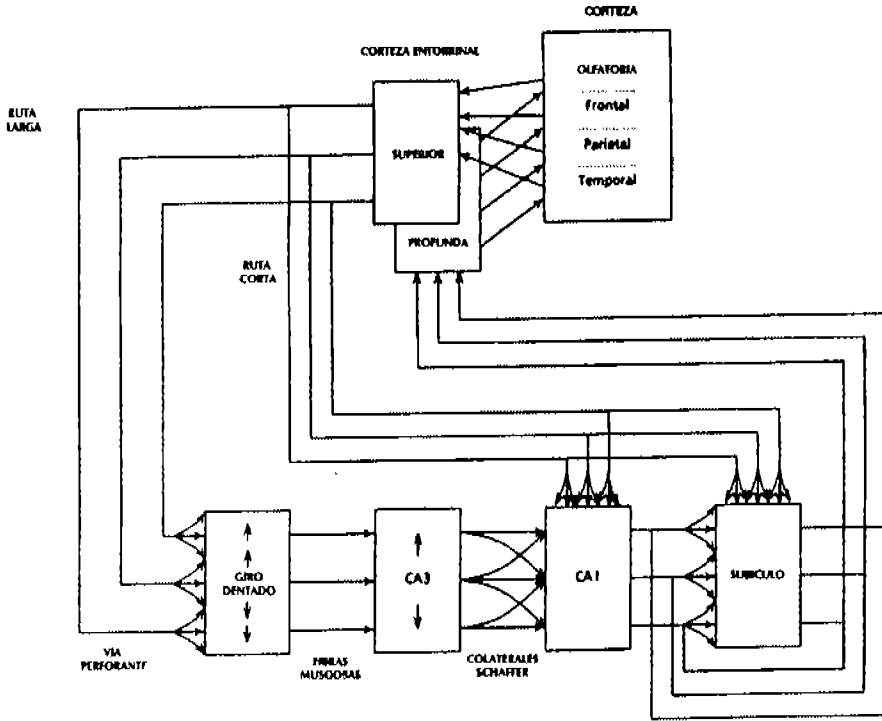 CORTEZA
CORTEZA ENTORRINAL
OLFATORIA
Frontal
Parietal
Temporal
RUTA
LARGA
SUPERIOR
PROFUNDA
RUTA
CORTA
GIRO
DENTADO
CA3
CA1
SUBICULO
VIA
PERFORANTE
FIBRAS
MUSGOSAS
COLATERALES
SCHAFFER